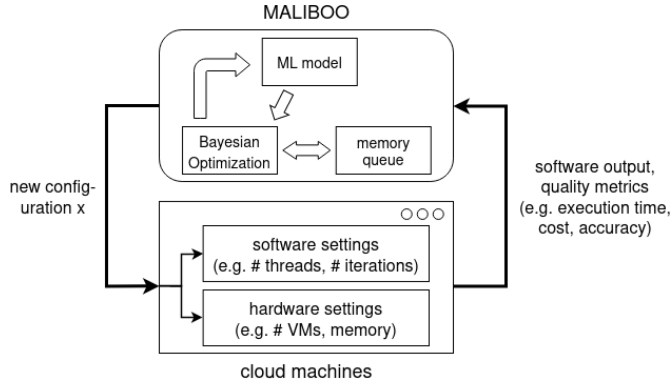 MALIBOO
ML model
Bayesian
Optimization
memory
queue
new config-
uration x
software output,
quality metrics
(e.g. execution time,
cost, accuracy)
software settings
(e.g. # threads, # iterations)
hardware settings
(e.g. # VMs, memory)
cloud machines